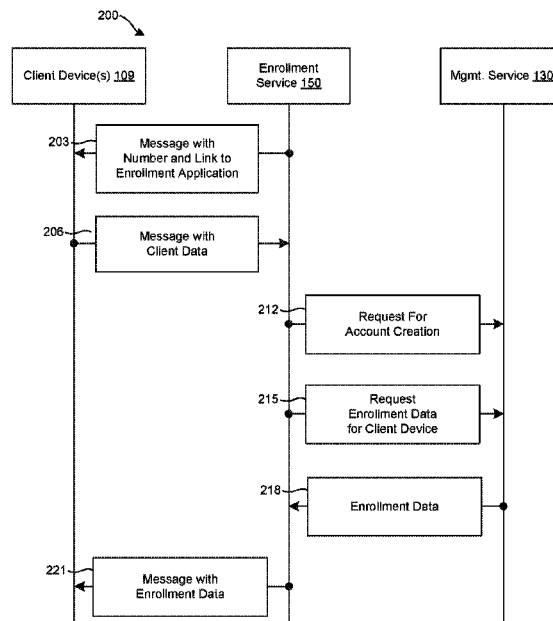 200
Client Device(s) 109
Enrollment
Service 150
Mgmt. Service 130
203
Message with
Number and Link to
Enrollment Application
206
Message with
Client Data
212
Request For
Account Creation
215
Request
Enrollment Data
for Client Device
218
Enrollment Data
221
Message with
Enrollment Data